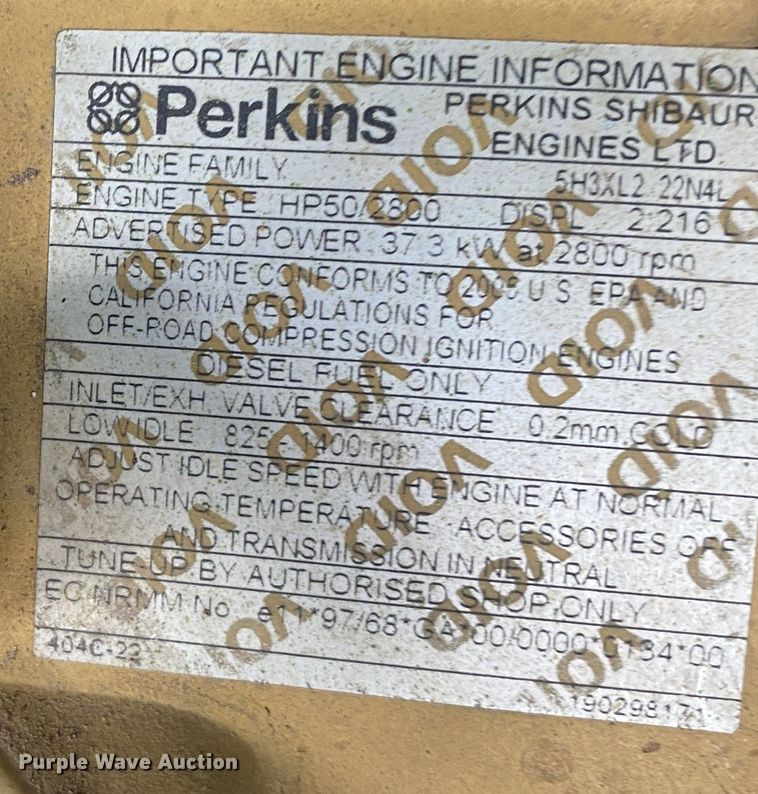 IMPORTANT ENGINE INFORMATION
Perkins
PERKINS SHIBAUR
ENGINES LTD.
ENGINE FAMILY 5H3XL2.22N4L
ENGINE TYPE HP50/2800 DISPL 2.216 L
ADVERTISED POWER 37.3 kW at 2800 rpm
THIS ENGINE CONFORMS TO 2005 U.S. EPA AND
CALIFORNIA REGULATIONS FOR
OFF-ROAD COMPRESSION IGNITION ENGINES
DIESEL FUEL ONLY
INLET/EXH. VALVE CLEARANCE 0.2mm COLD
LOW IDLE 825 - 1400 rpm
ADJUST IDLE SPEED WITH ENGINE AT NORMAL
OPERATING TEMPERATURE ACCESSORIES OFF
AND TRANSMISSION IN NEUTRAL
TUNE UP BY AUTHORISED SHOP ONLY
EC NRMM No e11*97/68*GA*00/0000*0134*00
404C-22
190298171
VOID
Purple Wave Auction